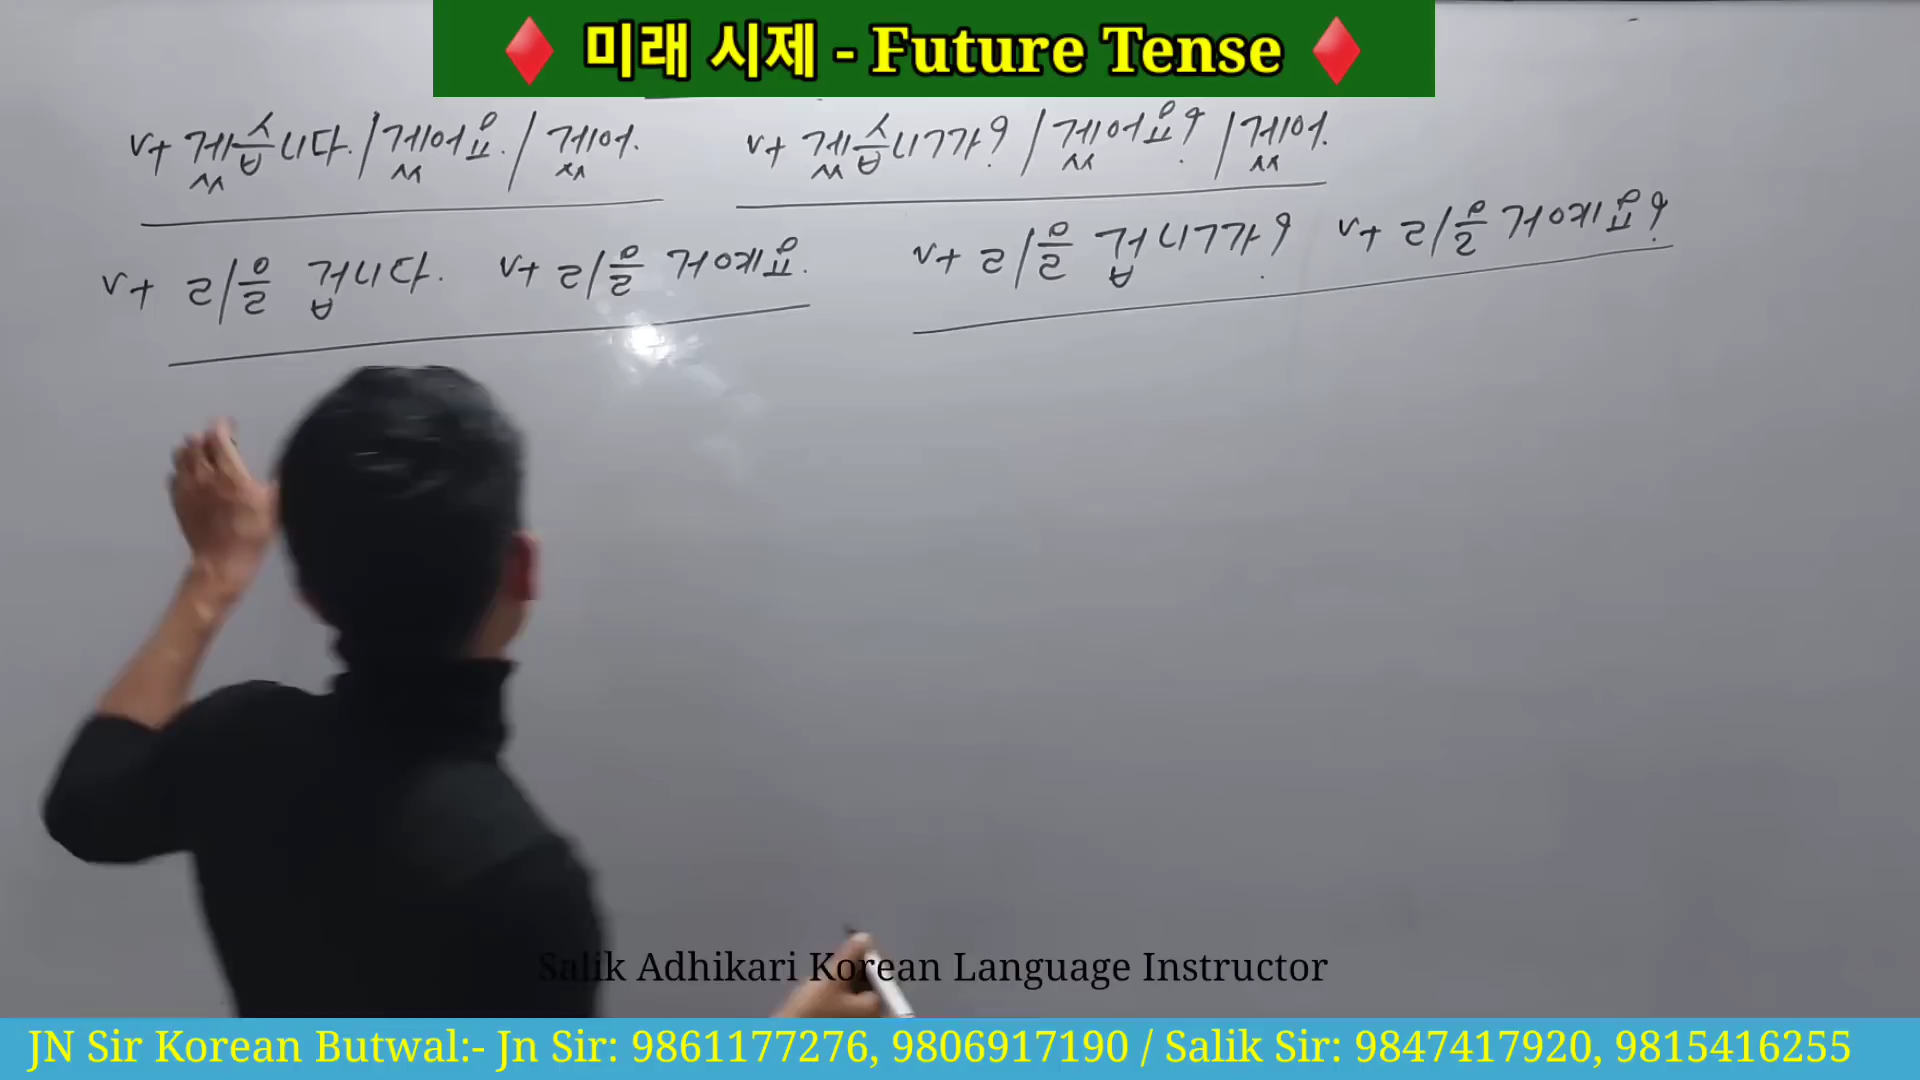 ♦ 미래 시제 - Future Tense ♦
v+ 겠습니다. / 겠어요. / 겠어.
v+ 겠습니까? / 겠어요? / 겠어.
v+ ㄹ/을 겁니다. v+ ㄹ/을 거예요.
v+ ㄹ/을 겁니까? v+ ㄹ/을 거예요?
Salik Adhikari Korean Language Instructor
JN Sir Korean Butwal:- Jn Sir: 9861177276, 9806917190 / Salik Sir: 9847417920, 9815416255